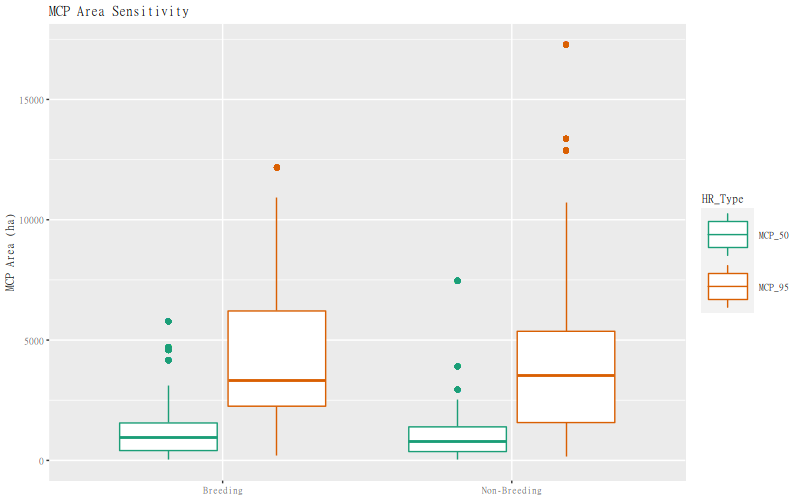 MCP Area Sensitivity
MCP Area (ha)
15000
10000
5000
0
Breeding
Non-Breeding
HR_Type
MCP_50
MCP_95